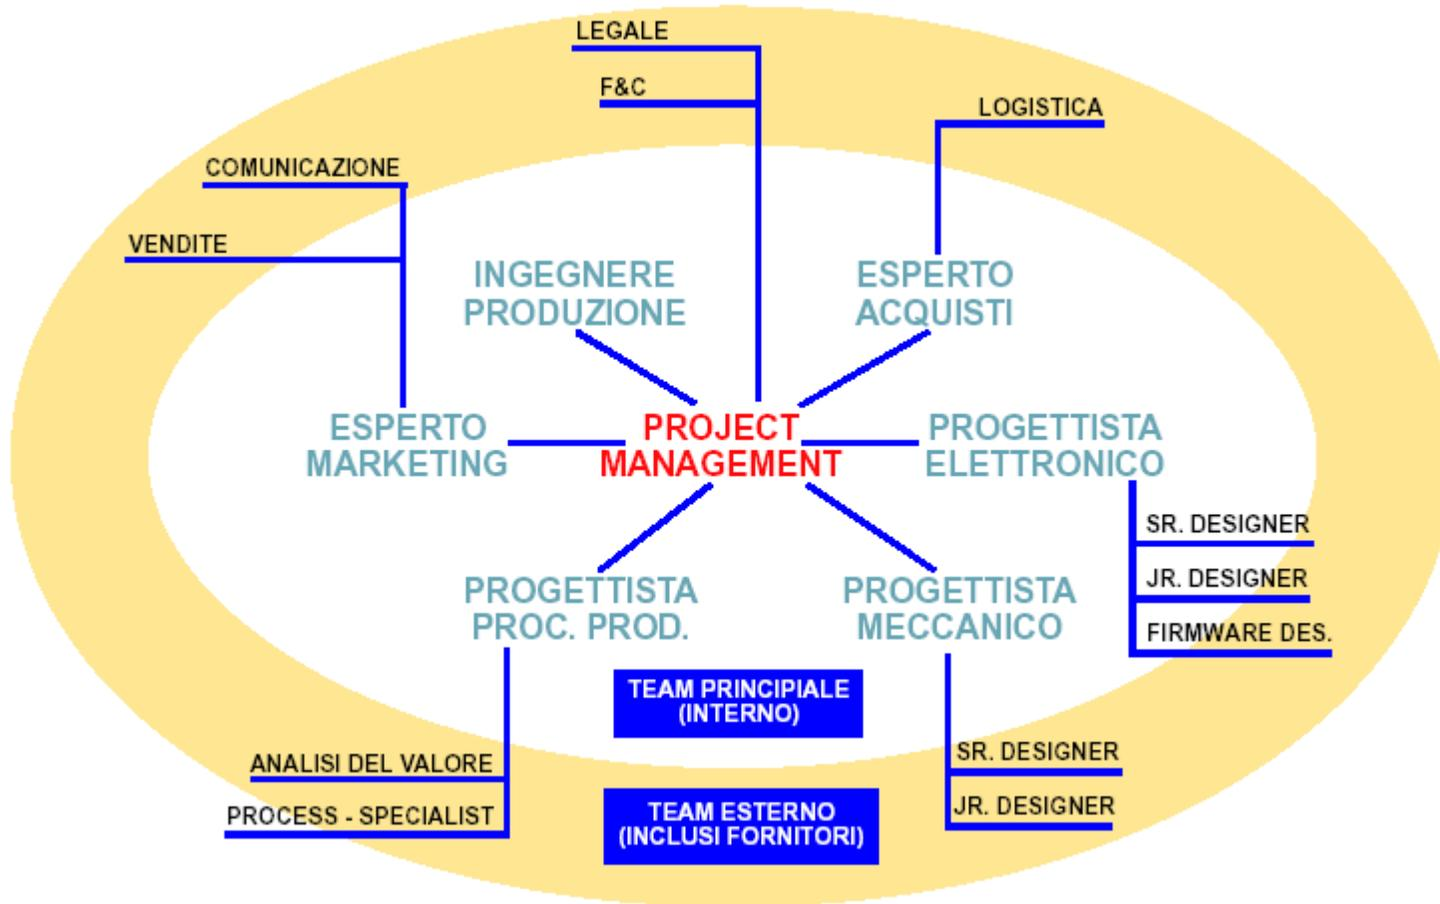 LEGALE
F&C
LOGISTICA
COMUNICAZIONE
VENDITE
INGEGNERE
PRODUZIONE
ESPERTO
ACQUISTI
ESPERTO
MARKETING
PROJECT
MANAGEMENT
PROGETTISTA
ELETTRONICO
SR. DESIGNER
JR. DESIGNER
FIRMWARE DES.
PROGETTISTA
PROC. PROD.
PROGETTISTA
MECCANICO
TEAM PRINCIPIALE
(INTERNO)
ANALISI DEL VALORE
PROCESS - SPECIALIST
SR. DESIGNER
JR. DESIGNER
TEAM ESTERNO
(INCLUSI FORNITORI)